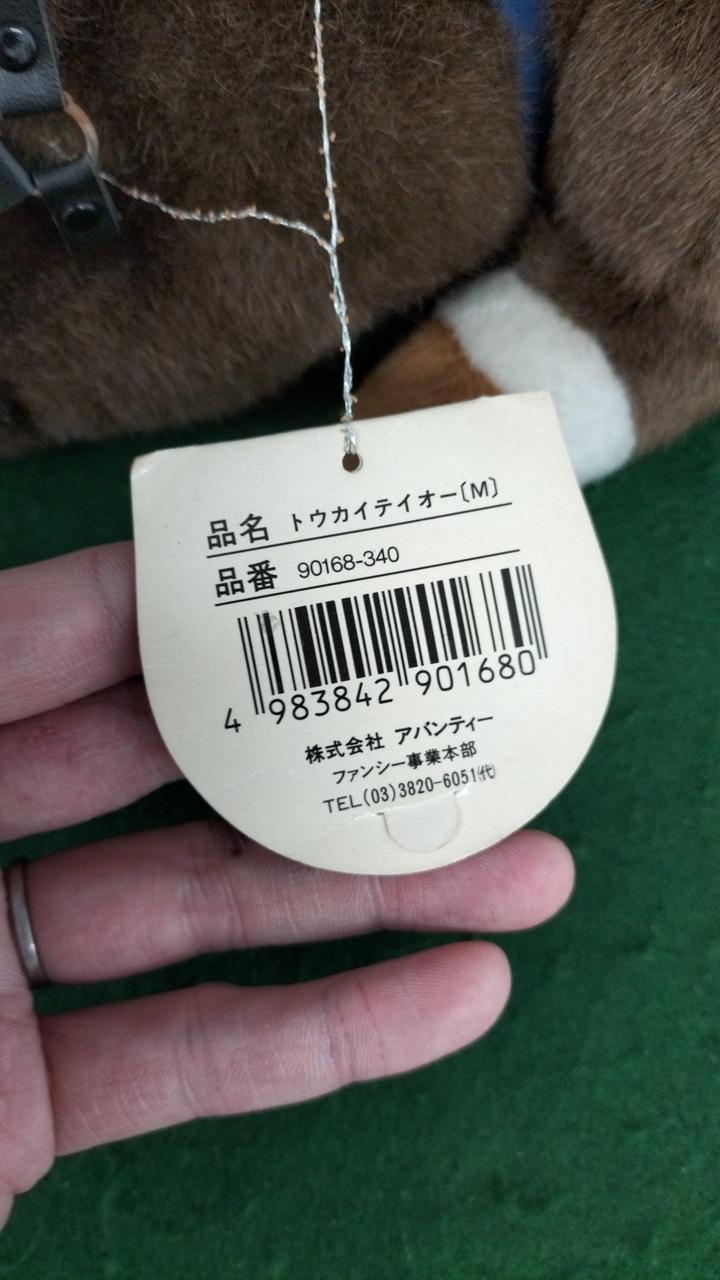 品名 トウカイテイオー〔M〕
品番 90168-340
4 983842 901680
株式会社 アバンティー
ファンシー事業本部
TEL(03)3820-6051㈹